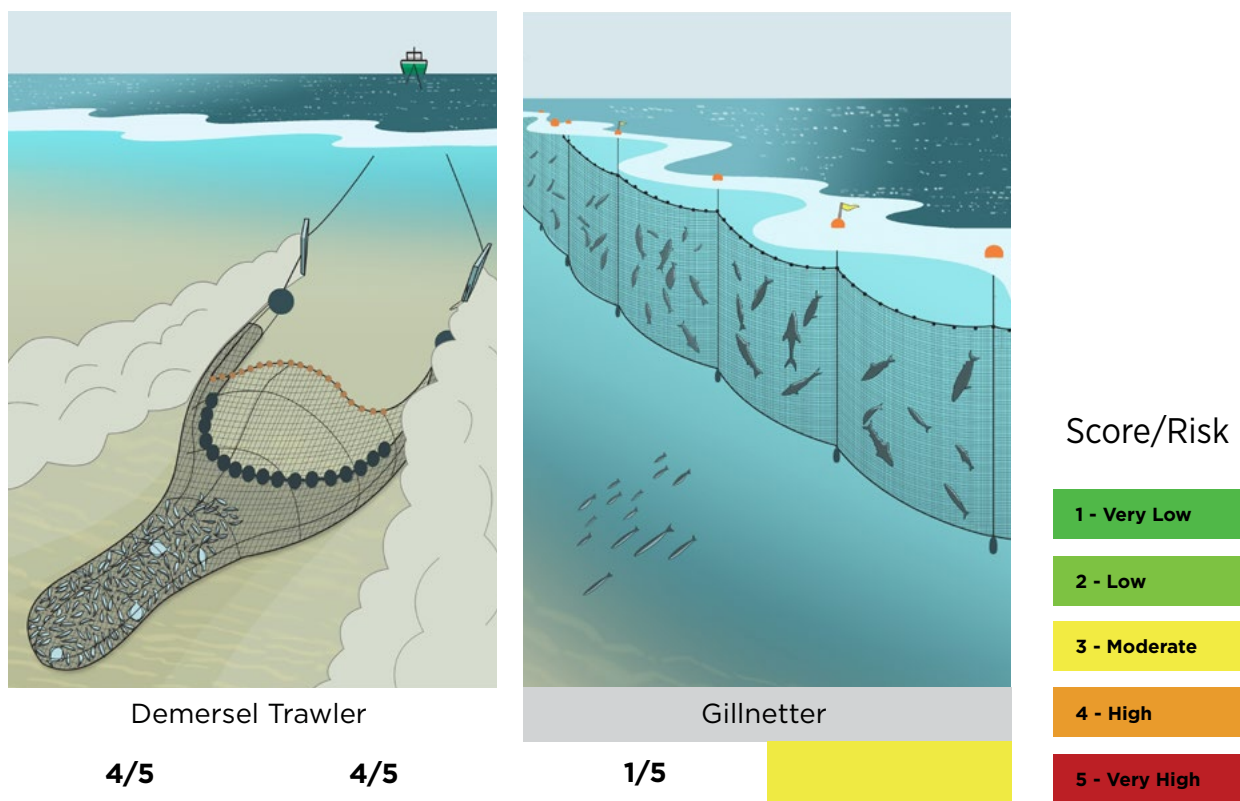 Demersel Trawler
Gillnetter
4/5
4/5
1/5
Score/Risk
1 - Very Low
2 - Low
3 - Moderate
4 - High
5 - Very High